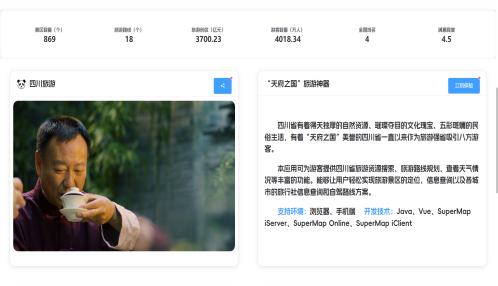 景区数量（个）
869
旅游路线（个）
18
旅游创收（亿元）
3700.23
游客数量（万人）
4018.34
全国排名
4
满意程度
4.5
四川旅游
“天府之国”旅游神器
立即体验
四川省有着得天独厚的自然资源、璀璨夺目的文化瑰宝、五彩斑斓的民
俗生活、有着“天府之国”美誉的四川省一直以来作为旅游强省吸引八方游
客。
本应用可为游客提供四川省旅游资源搜索、旅游路线规划、查看天气情
况等丰富的功能。能够让用户轻松实现旅游景区的定位、信息查询以及各城
市的旅行社信息查询和自驾路线方案。
支持环境：浏览器、手机端 开发技术：Java、Vue、SuperMap
iServer、SuperMap Online、SuperMap iClient